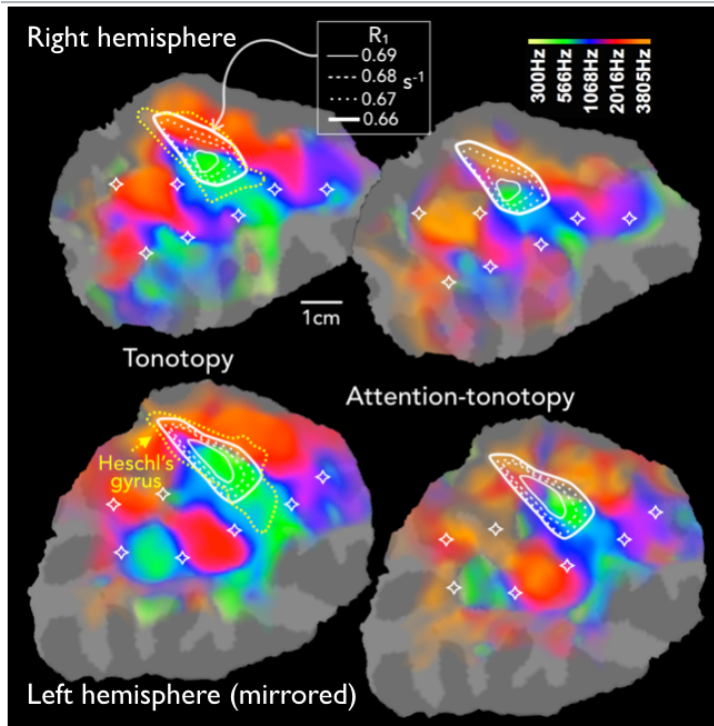 Right hemisphere
R1
0.69
0.68
0.67
0.66
s-1
300Hz
566Hz
1068Hz
2016Hz
3805Hz
1cm
Tonotopy
Attention-tonotopy
Heschl's
gyrus
Left hemisphere (mirrored)